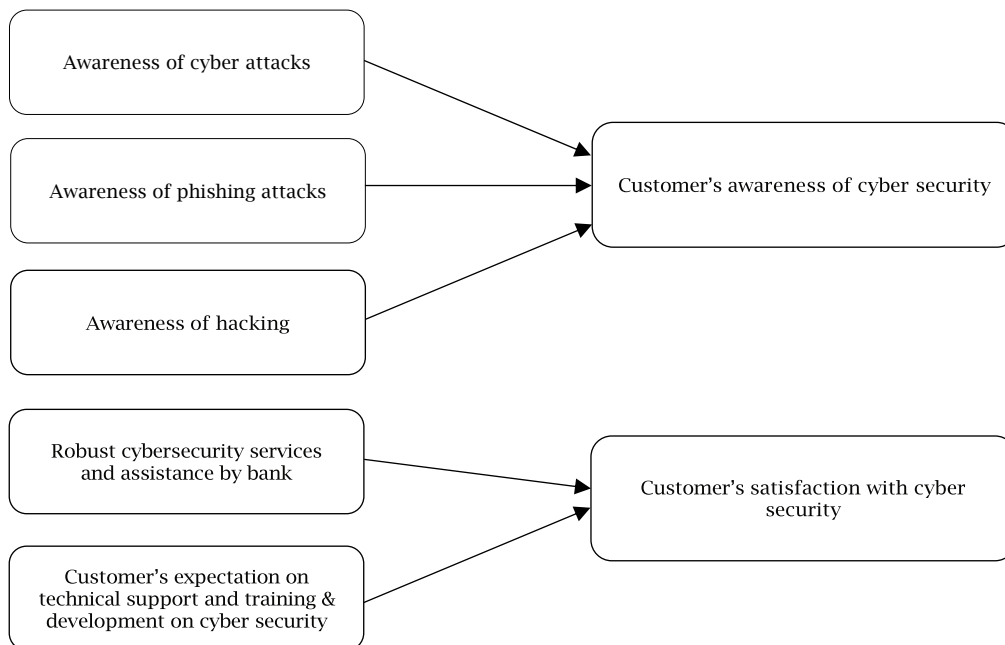 Awareness of cyber attacks
Awareness of phishing attacks
Awareness of hacking
Robust cybersecurity services
and assistance by bank
Customer’s expectation on
technical support and training &
development on cyber security
Customer’s awareness of cyber security
Customer’s satisfaction with cyber
security